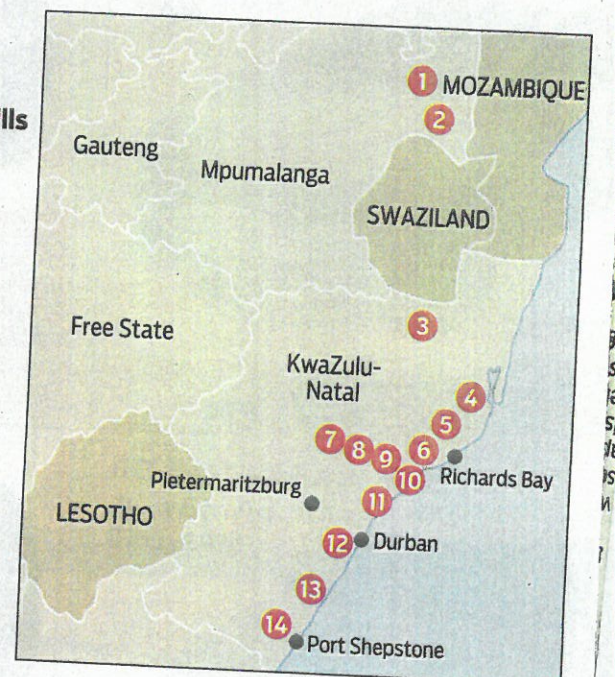 lls
1
MOZAMBIQUE
2
Gauteng
Mpumalanga
SWAZILAND
3
Free State
KwaZulu-
Natal
4
5
7
8
9
6
Richards Bay
10
Pietermaritzburg
11
LESOTHO
12
Durban
13
14
Port Shepstone